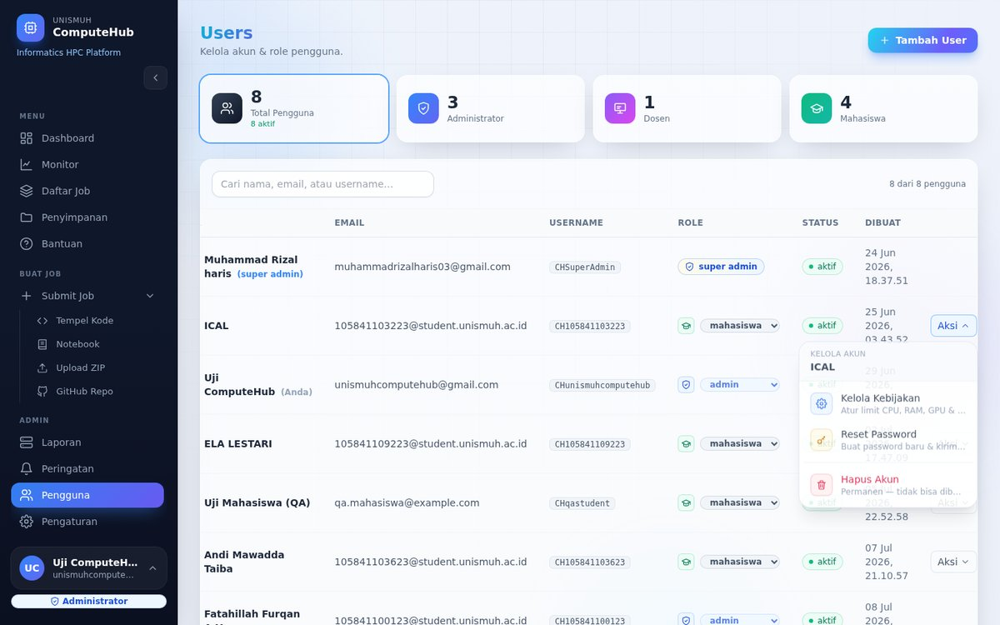 UNISMUH
ComputeHub
Informatics HPC Platform
MENU
Dashboard
Monitor
Daftar Job
Penyimpanan
Bantuan
BUAT JOB
Submit Job
Tempel Kode
Notebook
Upload ZIP
GitHub Repo
ADMIN
Laporan
Peringatan
Pengguna
Pengaturan
UC
Uji ComputeH...
unismuhcompute...
Administrator
Users
Kelola akun & role pengguna.
+ Tambah User
8
Total Pengguna
8 aktif
3
Administrator
1
Dosen
4
Mahasiswa
Cari nama, email, atau username...
8 dari 8 pengguna
EMAIL USERNAME ROLE STATUS DIBUAT
Muhammad Rizal
haris (super admin)
muhammadrizalharis03@gmail.com
CHSuperAdmin
super admin
aktif
24 Jun
2026,
18.37.51
ICAL
105841103223@student.unismuh.ac.id
CH105841103223
mahasiswa
aktif
25 Jun
2026,
03.43.52
Aksi
KELOLA AKUN
ICAL
Kelola Kebijakan
Atur limit CPU, RAM, GPU & ...
Reset Password
Buat password baru & kirim...
Hapus Akun
Permanen — tidak bisa dib...
Uji
ComputeHub (Anda)
unismuhcomputehub@gmail.com
CHunismuhcomputehub
admin
aktif
29 Jun
2026,
ELA LESTARI
105841109223@student.unismuh.ac.id
CH105841109223
mahasiswa
aktif
17.47.09
Aksi
Uji Mahasiswa (QA)
qa.mahasiswa@example.com
CHqastudent
mahasiswa
aktif
2026,
22.52.58
Aksi
Andi Mawadda
Taiba
105841103623@student.unismuh.ac.id
CH105841103623
mahasiswa
aktif
07 Jul
2026,
21.10.57
Aksi
Fatahillah Furqan
105841100123@student.unismuh.ac.id
CH105841100123
admin
aktif
08 Jul
2026,